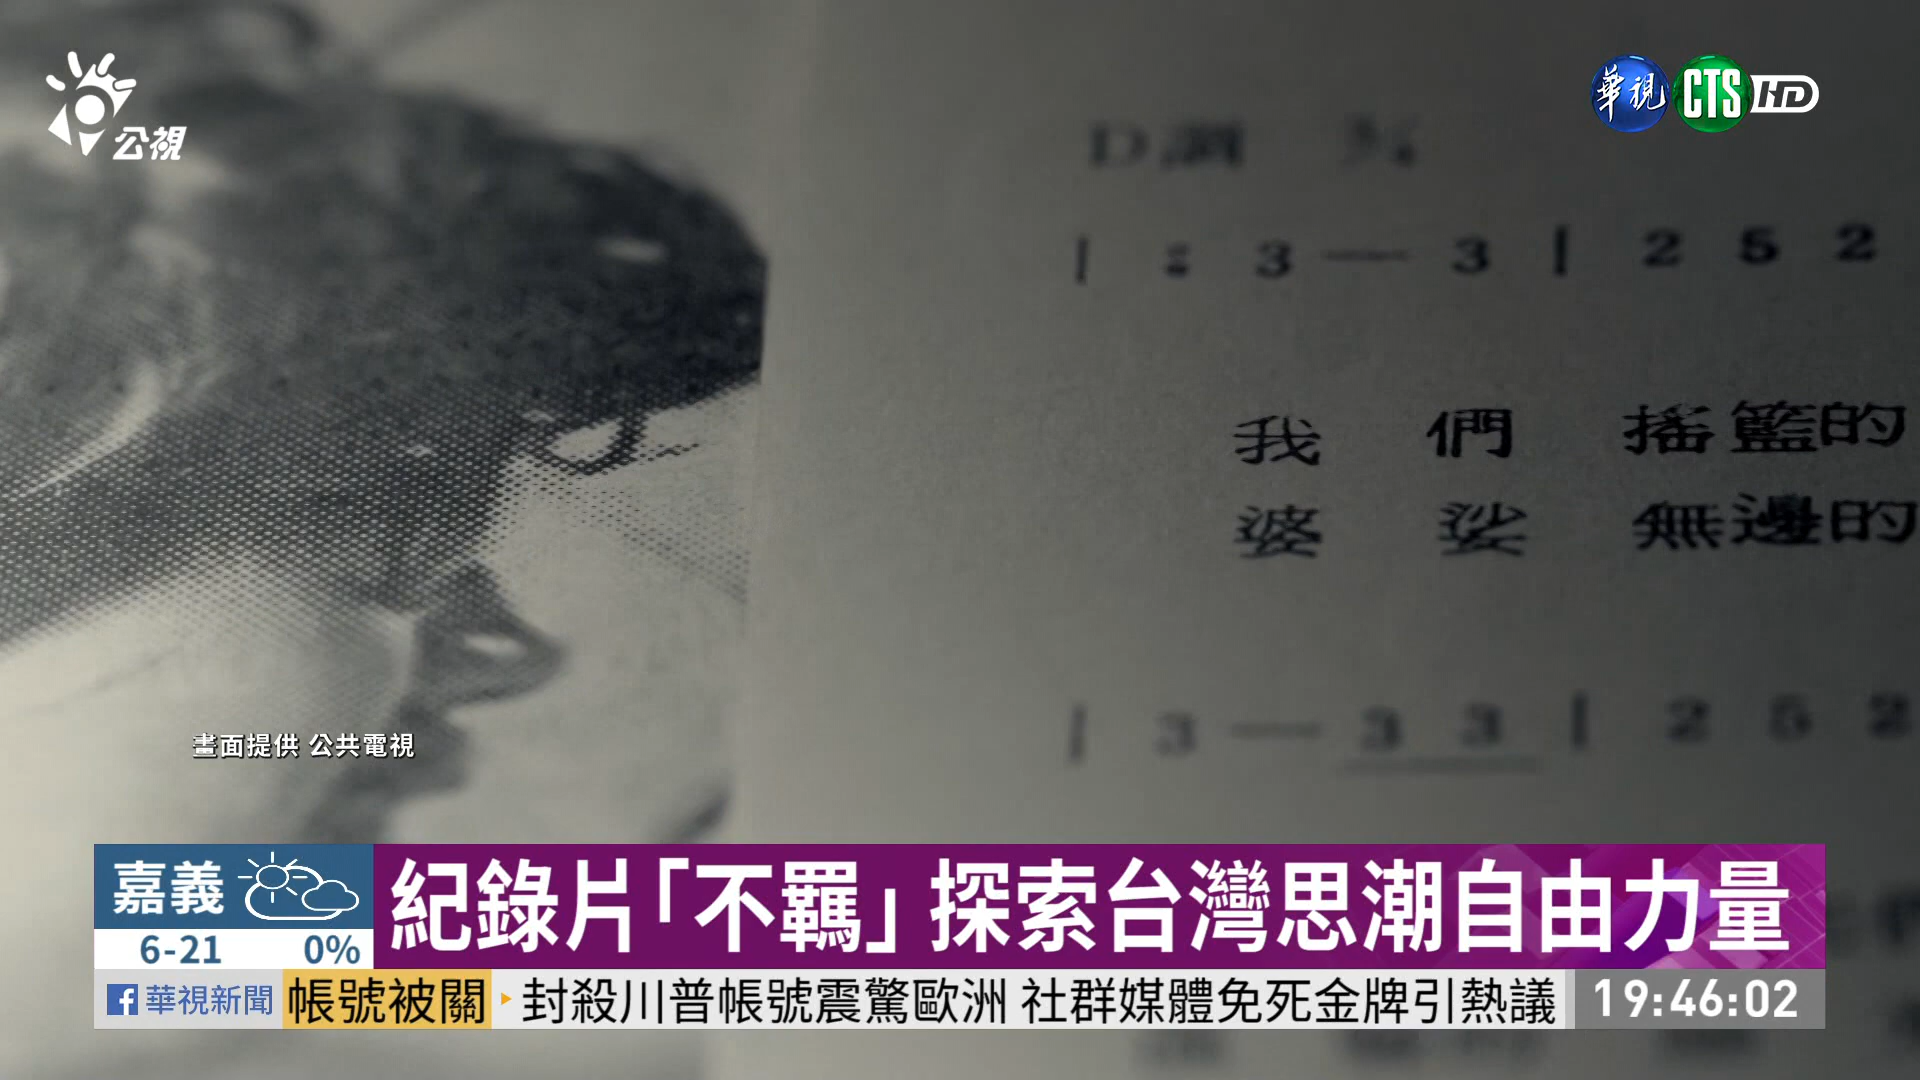 公視
華視 CTS HD
D調
| : 3 — 3 | 2 5 2
我們搖籃的
婆娑無邊的
| 3 — 3 3 | 2 5 2
畫面提供 公共電視
嘉義
6-21 0%
紀錄片「不羈」探索台灣思潮自由力量
華視新聞 帳號被關 封殺川普帳號震驚歐洲 社群媒體免死金牌引熱議 19:46:02